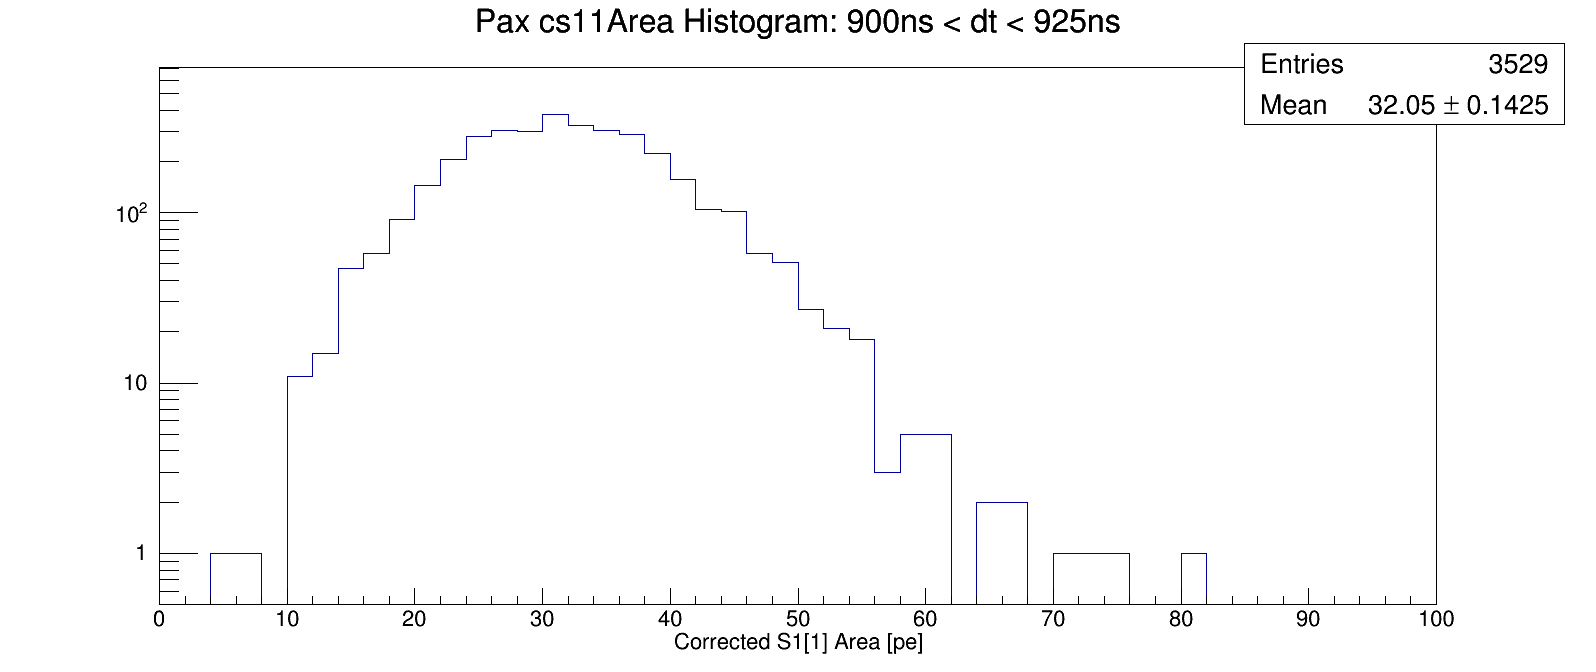 Pax cs11Area Histogram: 900ns < dt < 925ns
Entries 3529
Mean 32.05 ± 0.1425
10²
10
1
0 10 20 30 40 50 60 70 80 90 100
Corrected S1[1] Area [pe]